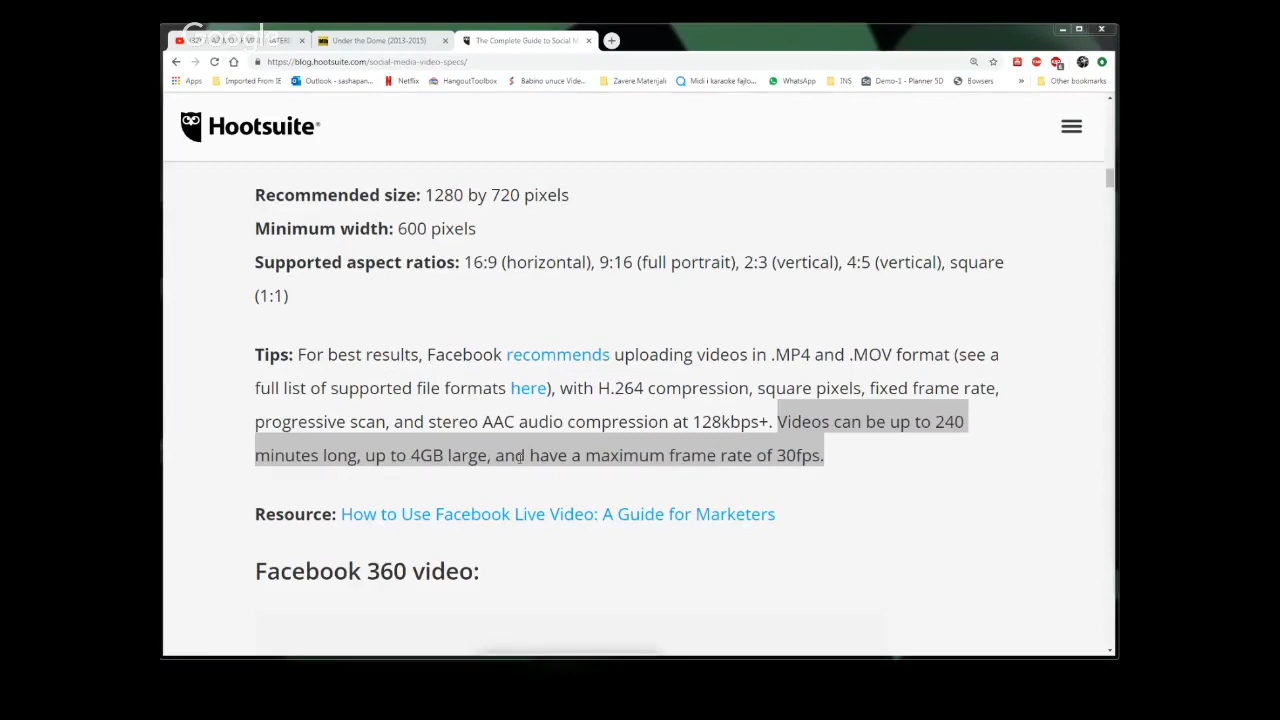 Google
Under the Dome (2013-2015)
The Complete Guide to Social M
https://blog.hootsuite.com/social-media-video-specs/
Apps
Imported From IE
Outlook - sashapan...
Netflix
HangoutToolbox
Babino unuce Vide...
Zavere Materijali
Midi i karaoke fajlo...
WhatsApp
INS
Demo-1 - Planner 5D
Bowsers
»
Other bookmarks
Hootsuite®
Recommended size: 1280 by 720 pixels
Minimum width: 600 pixels
Supported aspect ratios: 16:9 (horizontal), 9:16 (full portrait), 2:3 (vertical), 4:5 (vertical), square
(1:1)
Tips: For best results, Facebook recommends uploading videos in .MP4 and .MOV format (see a
full list of supported file formats here), with H.264 compression, square pixels, fixed frame rate,
progressive scan, and stereo AAC audio compression at 128kbps+. Videos can be up to 240
minutes long, up to 4GB large, and have a maximum frame rate of 30fps.
Resource: How to Use Facebook Live Video: A Guide for Marketers
Facebook 360 video: